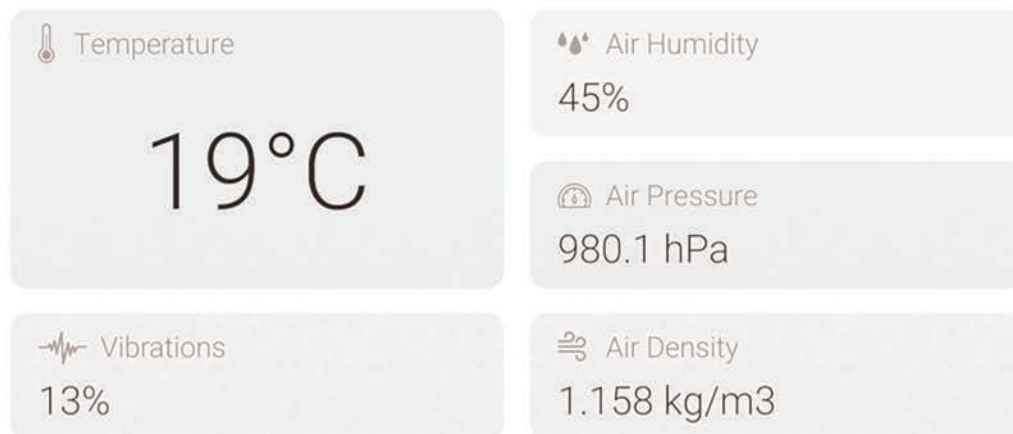 Temperature
19°C
Air Humidity
45%
Air Pressure
980.1 hPa
Vibrations
13%
Air Density
1.158 kg/m3